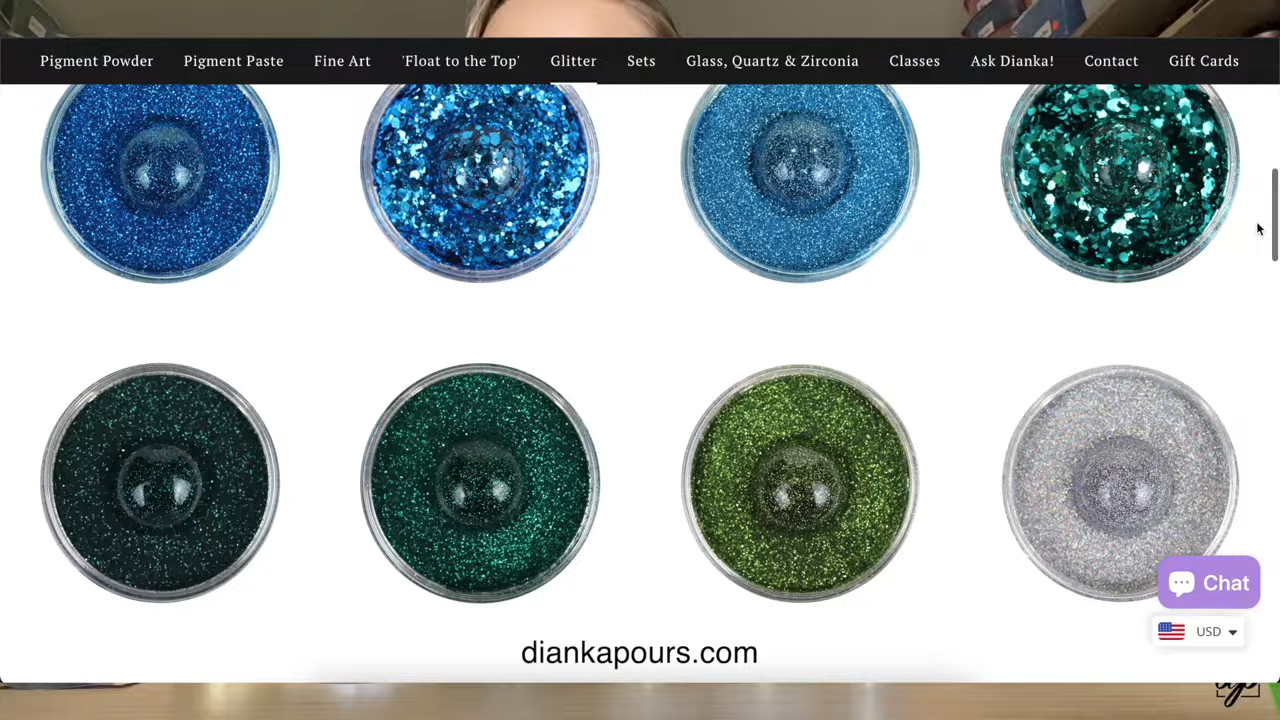 Pigment Powder Pigment Paste Fine Art 'Float to the Top' Glitter Sets Glass, Quartz & Zirconia Classes Ask Dianka! Contact Gift Cards
Chat
USD
diankapours.com